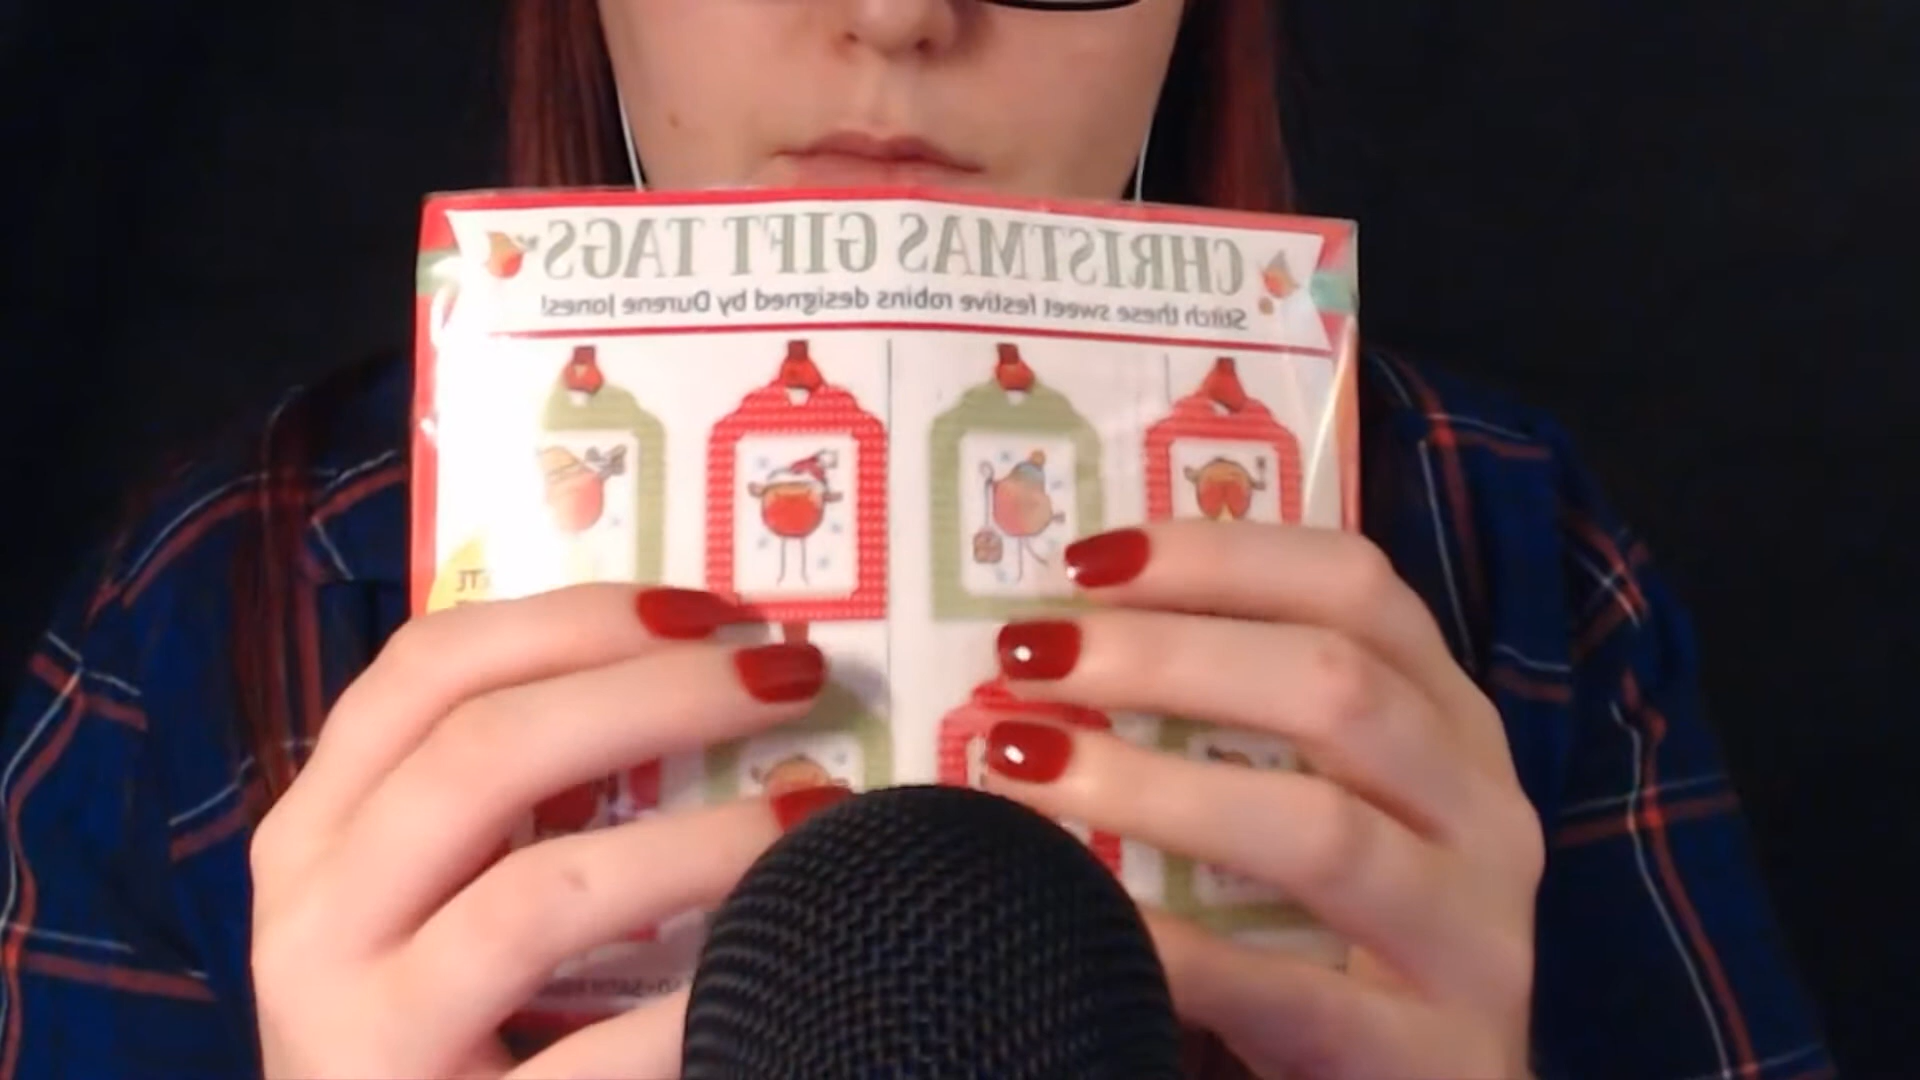 CHRISTMAS GIFT TAGS
Stitch these sweet festive robins designed by Durene Jones!